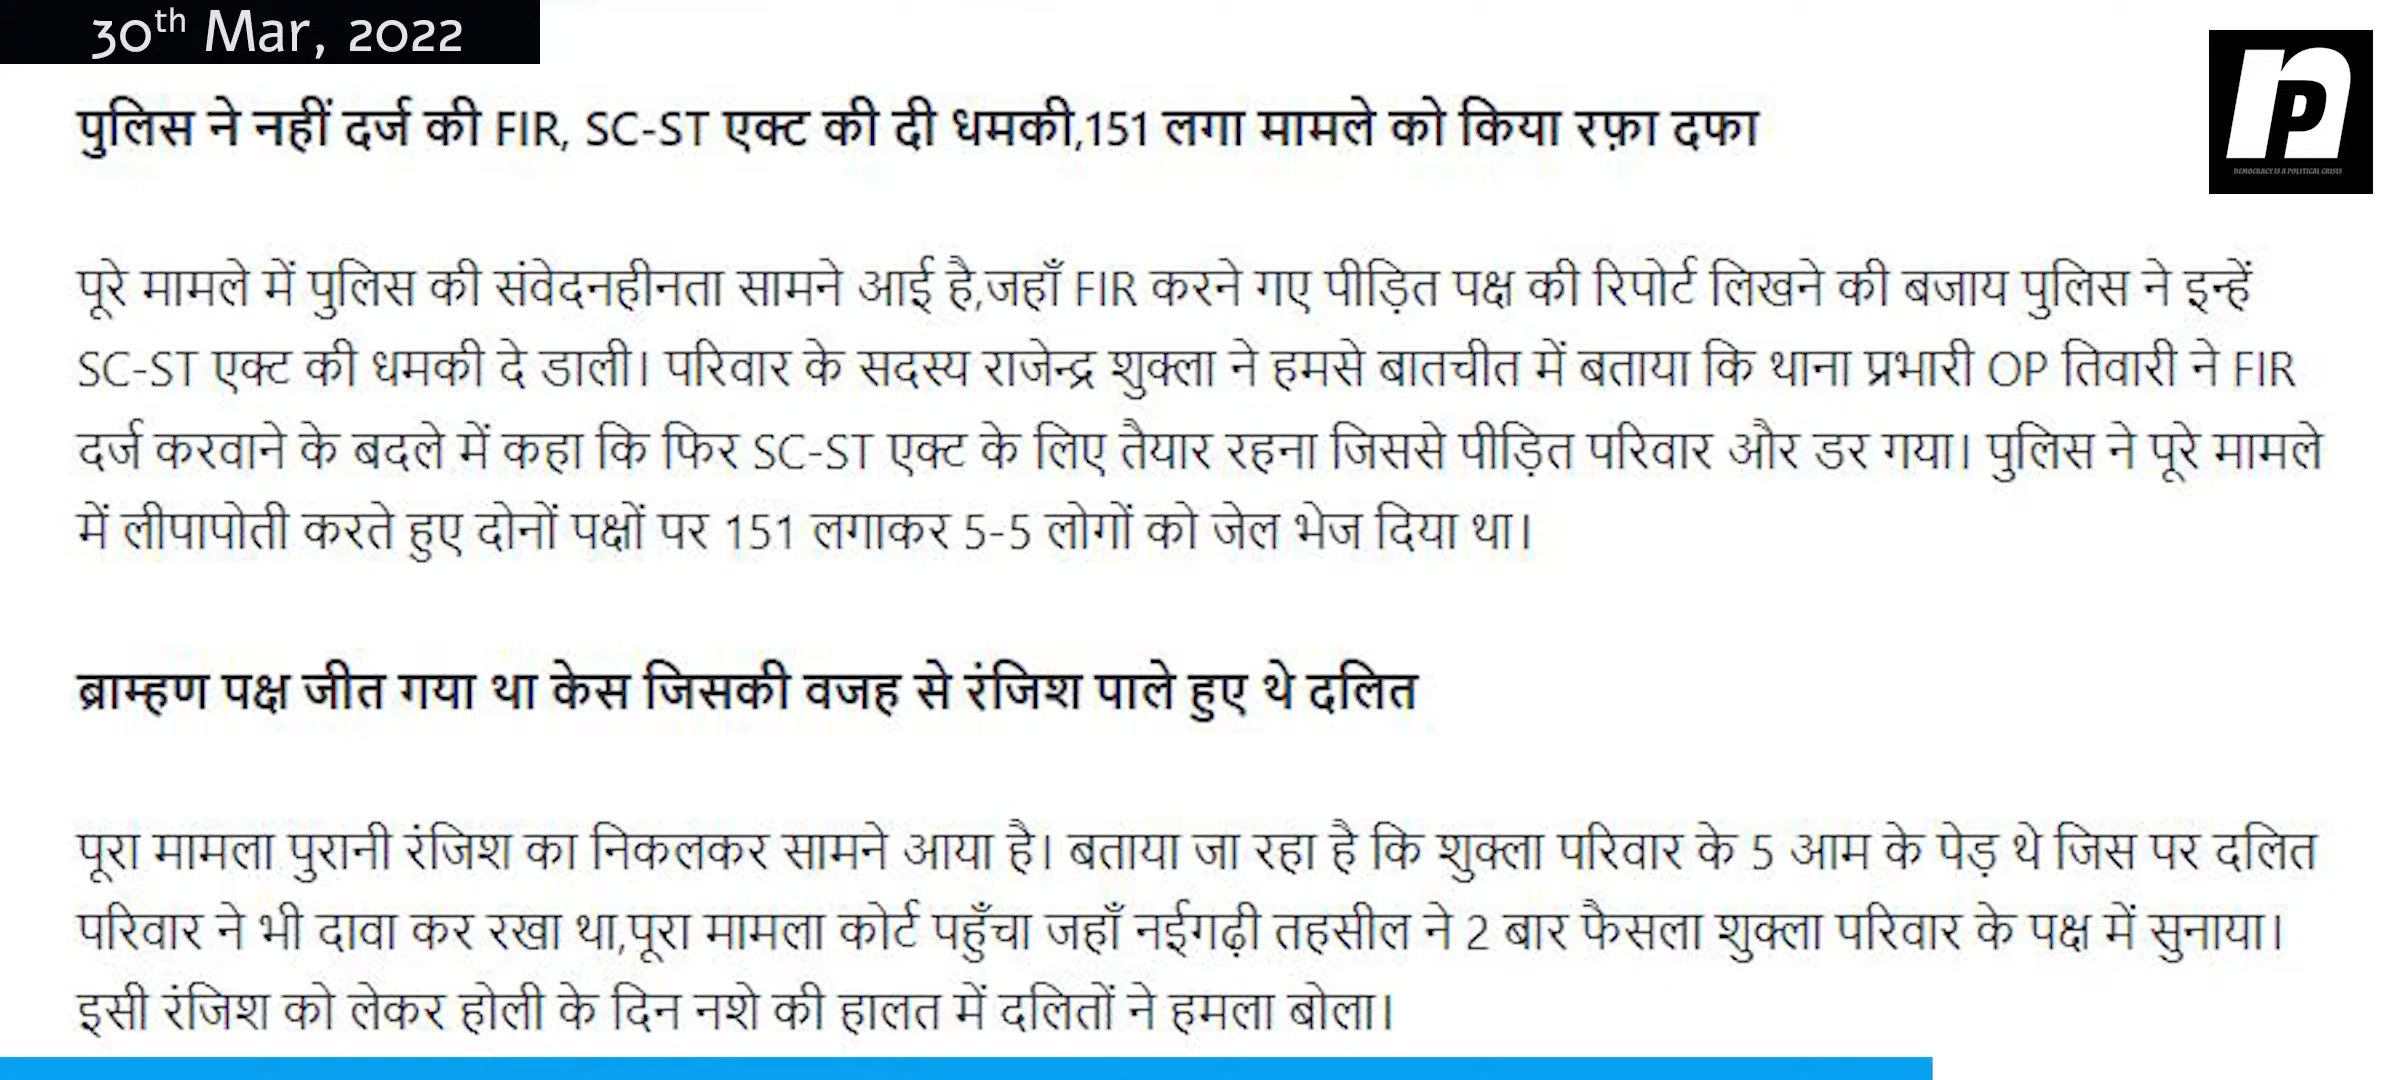 30th Mar, 2022
पुलिस ने नहीं दर्ज की FIR, SC-ST एक्ट की दी धमकी,151 लगा मामले को किया रफ़ा दफा
np
DEMOCRACY IS A POLITICAL CRISIS
पूरे मामले में पुलिस की संवेदनहीनता सामने आई है,जहाँ FIR करने गए पीड़ित पक्ष की रिपोर्ट लिखने की बजाय पुलिस ने इन्हें
SC-ST एक्ट की धमकी दे डाली। परिवार के सदस्य राजेन्द्र शुक्ला ने हमसे बातचीत में बताया कि थाना प्रभारी OP तिवारी ने FIR
दर्ज करवाने के बदले में कहा कि फिर SC-ST एक्ट के लिए तैयार रहना जिससे पीड़ित परिवार और डर गया। पुलिस ने पूरे मामले
में लीपापोती करते हुए दोनों पक्षों पर 151 लगाकर 5-5 लोगों को जेल भेज दिया था।
ब्राम्हण पक्ष जीत गया था केस जिसकी वजह से रंजिश पाले हुए थे दलित
पूरा मामला पुरानी रंजिश का निकलकर सामने आया है। बताया जा रहा है कि शुक्ला परिवार के 5 आम के पेड़ थे जिस पर दलित
परिवार ने भी दावा कर रखा था,पूरा मामला कोर्ट पहुँचा जहाँ नईगढ़ी तहसील ने 2 बार फैसला शुक्ला परिवार के पक्ष में सुनाया।
इसी रंजिश को लेकर होली के दिन नशे की हालत में दलितों ने हमला बोला।